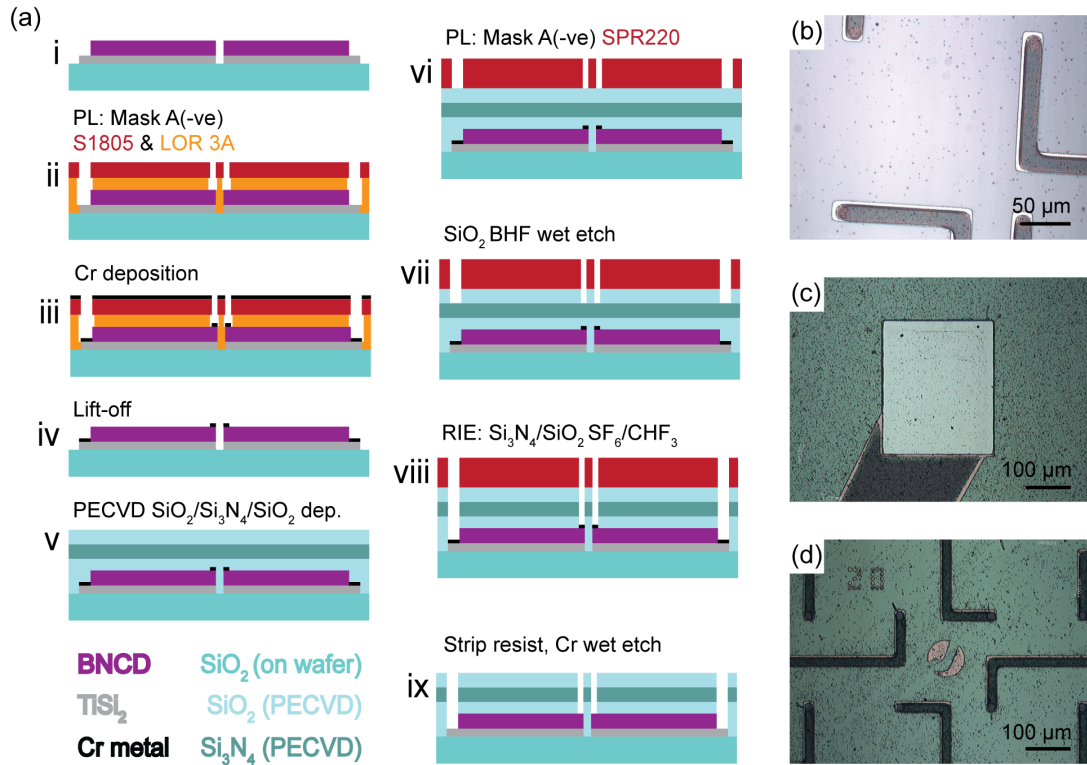 (a)
i
PL: Mask A(-ve)
S1805 & LOR 3A
ii
Cr deposition
iii
Lift-off
iv
PECVD SiO₂/Si₃N₄/SiO₂ dep.
v
BNCD SiO₂ (on wafer)
TiSi₂ SiO₂ (PECVD)
Cr metal Si₃N₄ (PECVD)
PL: Mask A(-ve) SPR220
vi
SiO₂ BHF wet etch
vii
RIE: Si₃N₄/SiO₂ SF₆/CHF₃
viii
Strip resist, Cr wet etch
ix
(b)
50 µm
(c)
100 µm
(d)
20
100 µm